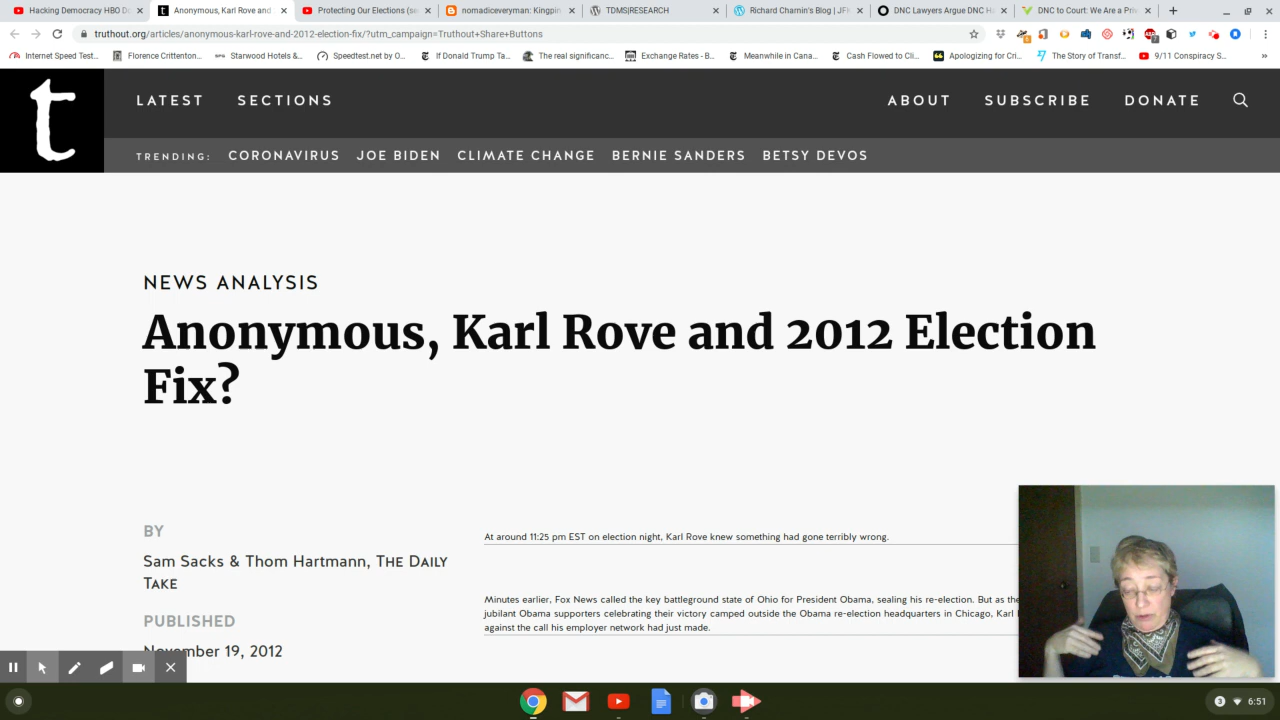 Hacking Democracy HBO Do
Anonymous, Karl Rove and
Protecting Our Elections (se
nomadiceveryman: Kingpin
TDMS|RESEARCH
Richard Charnin's Blog | JFK
DNC Lawyers Argue DNC Ha
DNC to Court: We Are a Priv
truthout.org/articles/anonymous-karl-rove-and-2012-election-fix/?utm_campaign=Truthout+Share+Buttons
Internet Speed Test...
Florence Crittenton...
Starwood Hotels &...
Speedtest.net by O...
If Donald Trump Ta...
The real significanc...
Exchange Rates - B...
Meanwhile in Cana...
Cash Flowed to Cli...
Apologizing for Cri...
The Story of Transf...
9/11 Conspiracy S...
t
LATEST SECTIONS
ABOUT SUBSCRIBE DONATE
TRENDING: CORONAVIRUS JOE BIDEN CLIMATE CHANGE BERNIE SANDERS BETSY DEVOS
NEWS ANALYSIS
Anonymous, Karl Rove and 2012 Election
Fix?
BY
Sam Sacks & Thom Hartmann, THE DAILY
TAKE
PUBLISHED
November 19, 2012
At around 11:25 pm EST on election night, Karl Rove knew something had gone terribly wrong.
Minutes earlier, Fox News called the key battleground state of Ohio for President Obama, sealing his re-election. But as the
jubilant Obama supporters celebrating their victory camped outside the Obama re-election headquarters in Chicago, Karl
against the call his employer network had just made.
3 6:51